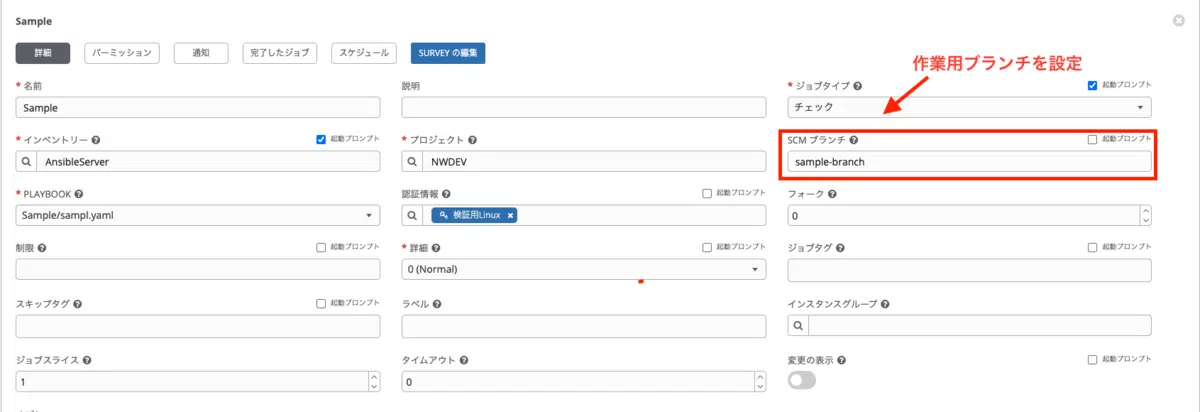 Sample
詳細 パーミッション 通知 完了したジョブ スケジュール SURVEY の編集
作業用ブランチを設定
* 名前 説明 * ジョブタイプ 起動プロンプト
Sample チェック
* インベントリー 起動プロンプト * プロジェクト SCM ブランチ 起動プロンプト
AnsibleServer NWDEV sample-branch
* PLAYBOOK 認証情報 起動プロンプト フォーク
Sample/sampl.yaml 検証用Linux × 0
制限 起動プロンプト * 詳細 起動プロンプト ジョブタグ 起動プロンプト
0 (Normal)
スキップタグ 起動プロンプト ラベル インスタンスグループ
ジョブスライス タイムアウト 変更の表示 起動プロンプト
1 0